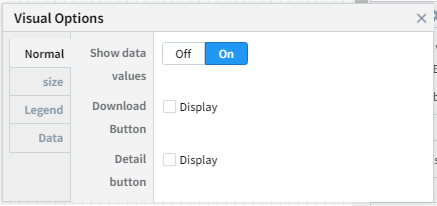 Visual Options
Normal
size
Legend
Data
Show data
values
Off On
Download
Button
Display
Detail
button
Display